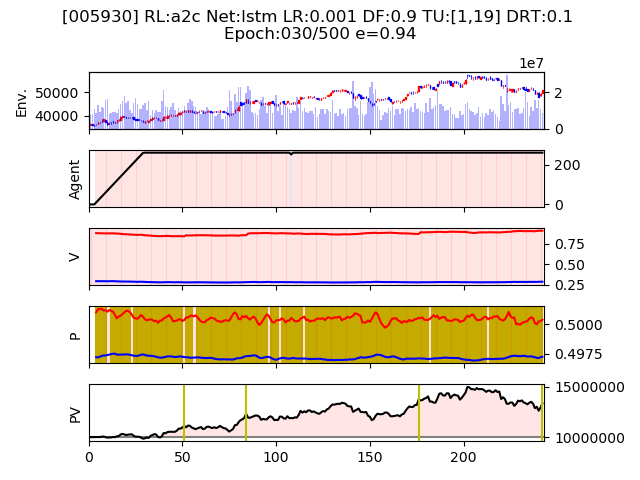 [005930] RL:a2c Net:lstm LR:0.001 DF:0.9 TU:[1,19] DRT:0.1
Epoch:030/500 e=0.94
1e7
Env.
50000
40000
2
0
Agent
200
0
V
0.75
0.50
0.25
P
0.5000
0.4975
PV
15000000
10000000
0 50 100 150 200